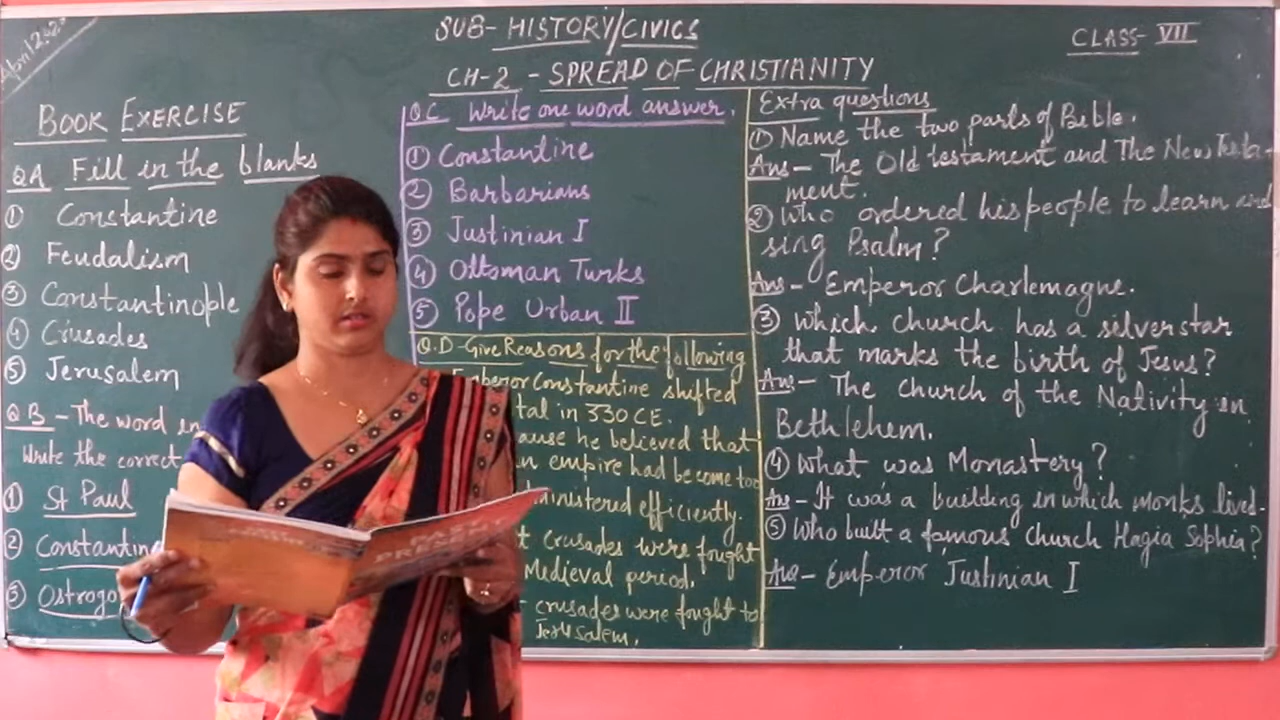 April 2022
SUB- HISTORY/CIVICS
CLASS- VII
CH-2 - SPREAD OF CHRISTIANITY
BOOK EXERCISE
QA Fill in the blanks
① Constantine
② Feudalism
③ Constantinople
④ Crusades
⑤ Jerusalem
QB - The word in
Write the correct
① St Paul
② Constantino
③ Ostrogo
QC Write one word answer.
① Constantine
② Barbarians
③ Justinian I
④ Ottoman Turks
⑤ Pope Urban II
Q.D - Give Reasons for the following
Emperor Constantine shifted
tal in 330 CE.
ause he believed that
n empire had become too
ministered efficiently.
t crusades were fought
Medieval period.
crusades were fought to
Jerusalem.
Extra questions
① Name the two parts of Bible.
Ans - The Old testament and The New Testa-
ment.
② Who ordered his people to learn and
sing Psalm?
Ans - Emperor Charlemagne.
③ Which church has a silver star
that marks the birth of Jesus?
Ans - The church of the Nativity in
Bethlehem.
④ What was Monastery?
Ans - It was a building in which monks lived.
⑤ Who built a famous Church Hagia Sophia?
Ans - Emperor Justinian I